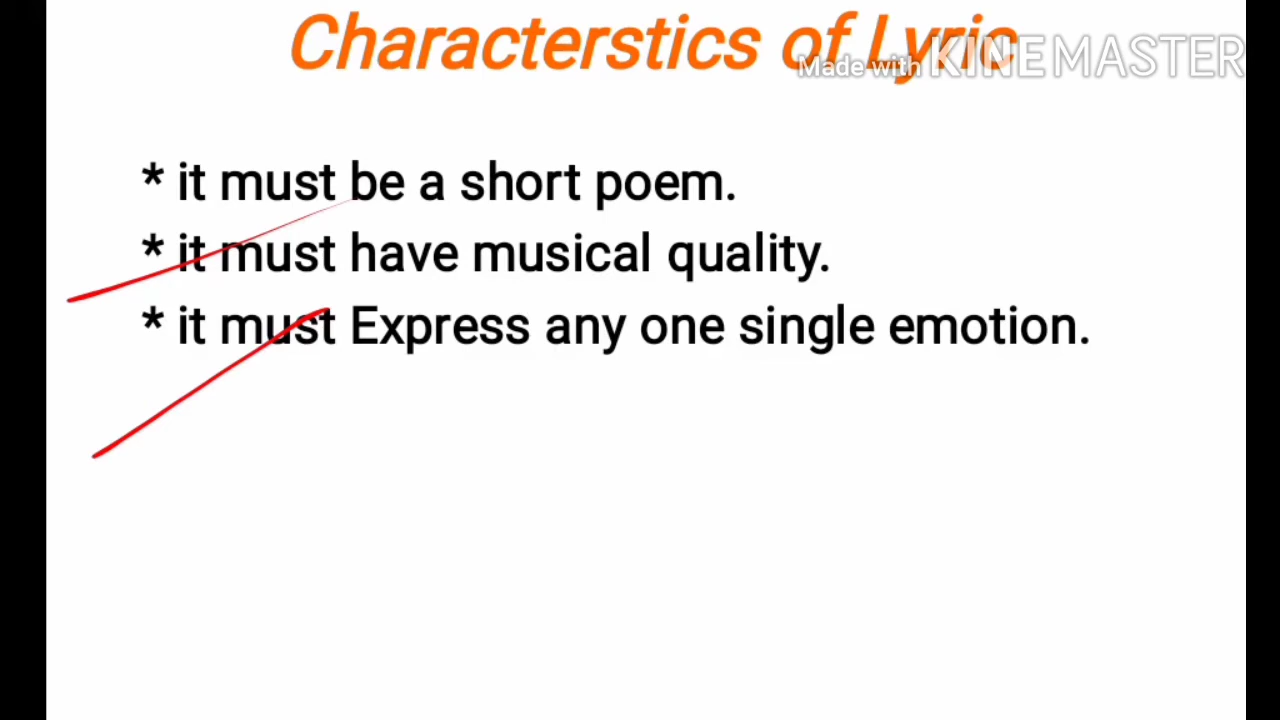 Characterstics of Lyric
Made with KINEMASTER
* it must be a short poem.
* it must have musical quality.
* it must Express any one single emotion.